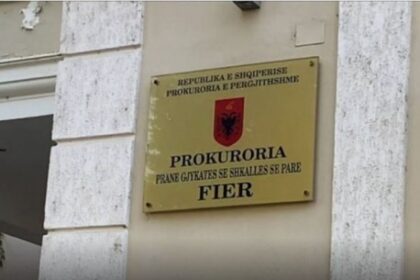 REPUBLIKA E SHQIPERISE
PROKURORIA E PERGJITHSHME
PROKURORIA
PRANE GJYKATES SE SHKALLES SE PARE
FIER